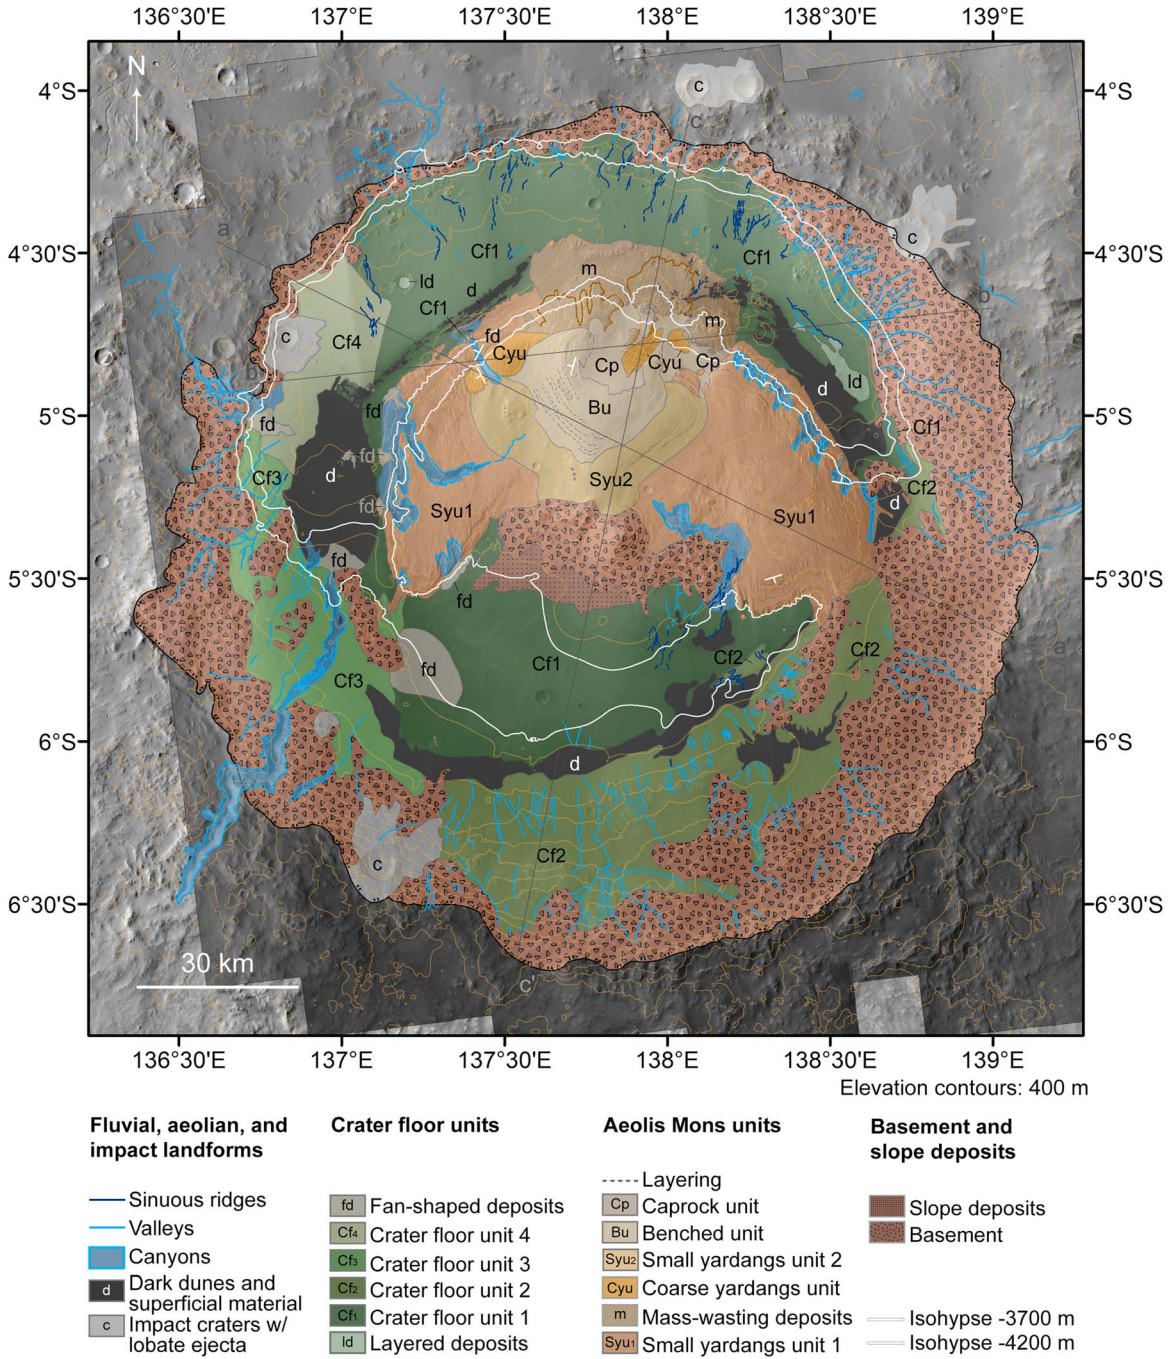 136°30'E 137°E 137°30'E 138°E 138°30'E 139°E
N
4°S c 4°S
c'
a c
4°30'S Cf1 Cf1 4°30'S
m
ld d b'
Cf1
fd m
c Cf4 Cyu Cyu Cp
Cp
b d ld
fd Bu
5°S fd Cf1 5°S
fd
Cf3 d Syu2 Cf2
fd d
Syu1 Syu1
fd
5°30'S fd 5°30'S
Cf1 Cf2 Cf2 a'
fd
Cf3
6°S d 6°S
c Cf2
6°30'S 6°30'S
30 km
c'
136°30'E 137°E 137°30'E 138°E 138°30'E 139°E
Elevation contours: 400 m
Fluvial, aeolian, and
impact landforms
Sinuous ridges
Valleys
Canyons
d Dark dunes and
superficial material
c Impact craters w/
lobate ejecta
Crater floor units
fd Fan-shaped deposits
Cf4 Crater floor unit 4
Cf3 Crater floor unit 3
Cf2 Crater floor unit 2
Cf1 Crater floor unit 1
ld Layered deposits
Aeolis Mons units
Layering
Cp Caprock unit
Bu Benched unit
Syu2 Small yardangs unit 2
Cyu Coarse yardangs unit
m Mass-wasting deposits
Syu1 Small yardangs unit 1
Basement and
slope deposits
Slope deposits
Basement
Isohypse -3700 m
Isohypse -4200 m